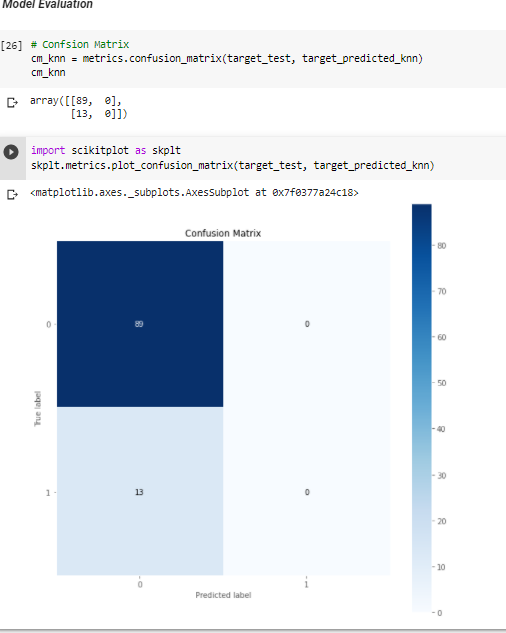 Model Evaluation
[26] # Confsion Matrix
cm_knn = metrics.confusion_matrix(target_test, target_predicted_knn)
cm_knn
array([[89, 0],
[13, 0]])
import scikitplot as skplt
skplt.metrics.plot_confusion_matrix(target_test, target_predicted_knn)
<matplotlib.axes._subplots.AxesSubplot at 0x7f0377a24c18>
Confusion Matrix
80
70
60
50
40
30
20
10
0
True label
0
89
0
1
13
0
0
1
Predicted label